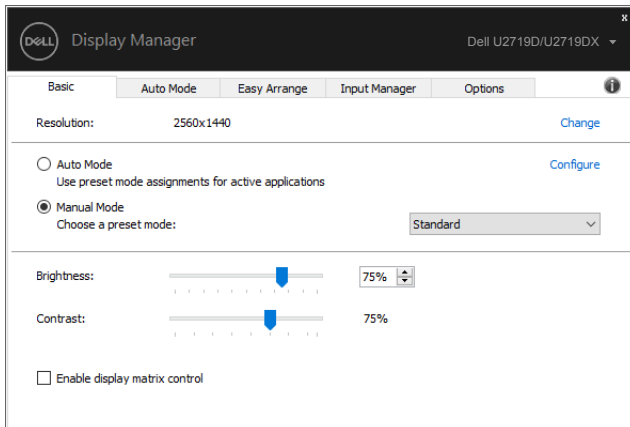 x
DELL Display Manager Dell U2719D/U2719DX
Basic Auto Mode Easy Arrange Input Manager Options i
Resolution: 2560x1440 Change
Auto Mode Configure
Use preset mode assignments for active applications
Manual Mode
Choose a preset mode: Standard
Brightness: 75%
Contrast: 75%
Enable display matrix control